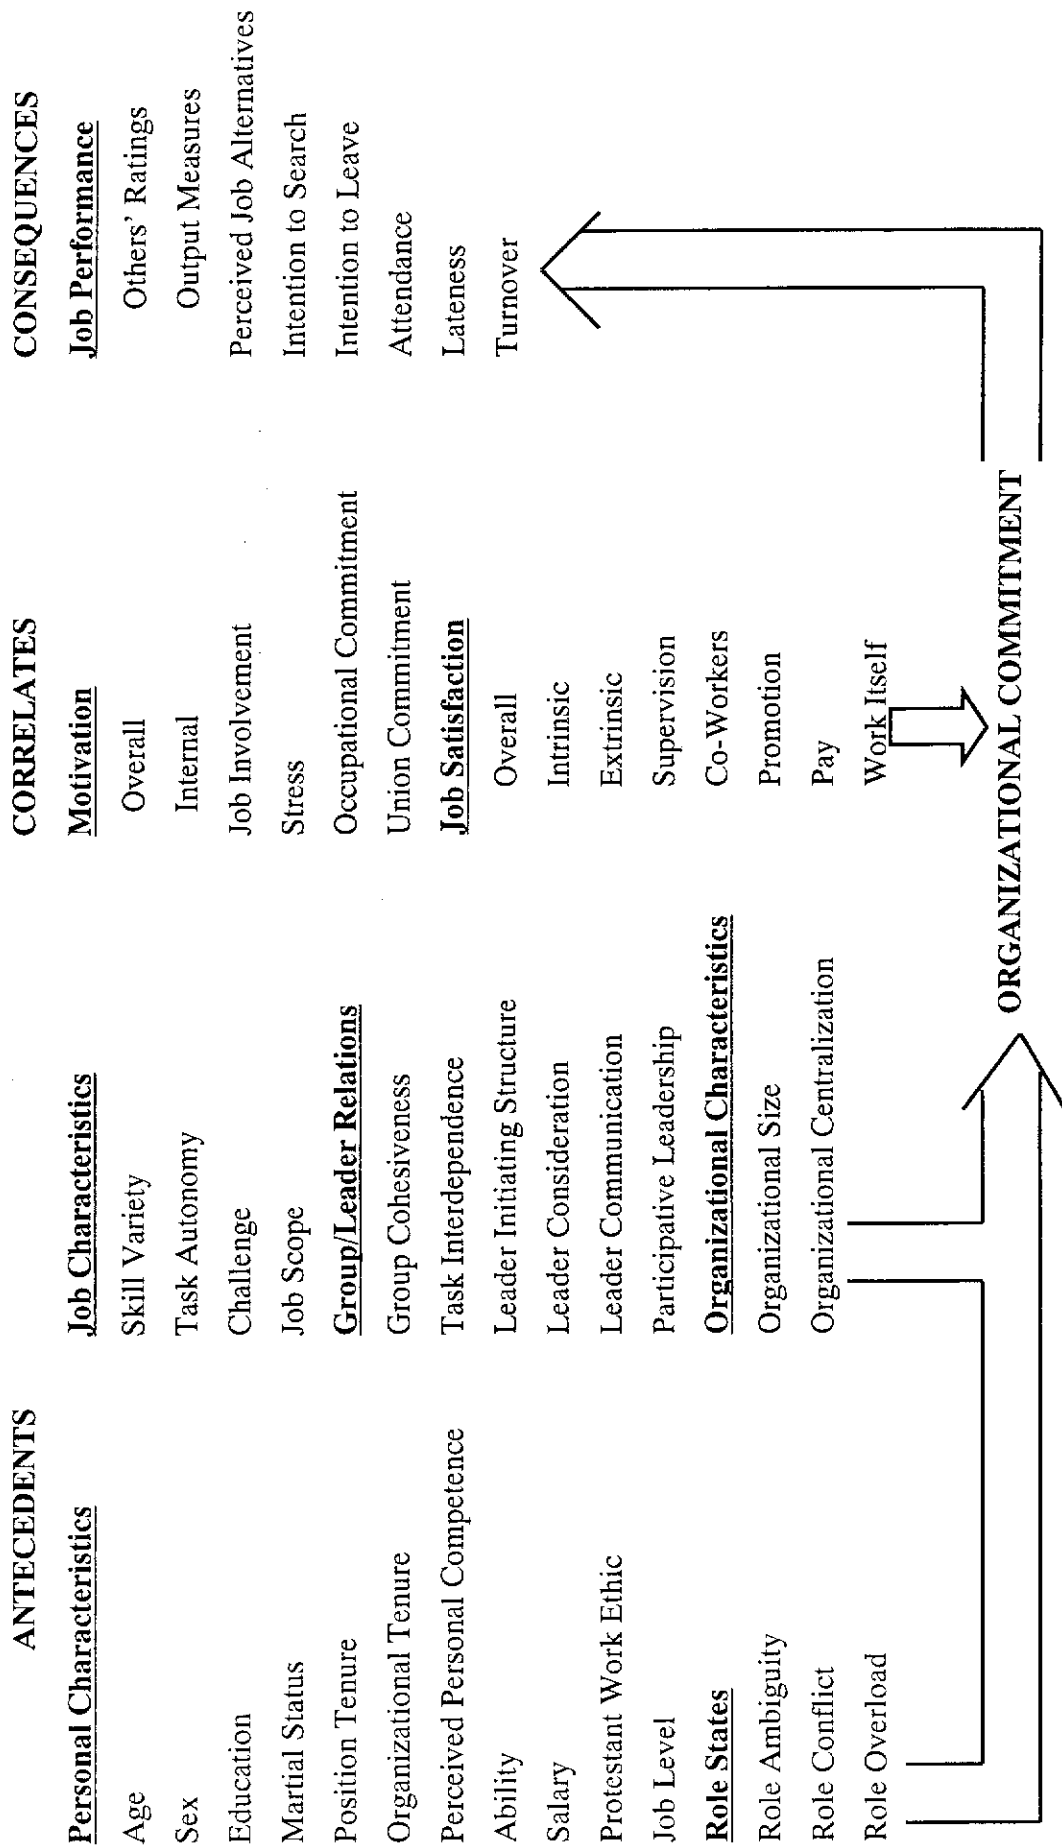 ANTECEDENTS
Personal Characteristics
Age
Sex
Education
Martial Status
Position Tenure
Organizational Tenure
Perceived Personal Competence
Ability
Salary
Protestant Work Ethic
Job Level
Role States
Role Ambiguity
Role Conflict
Role Overload
Job Characteristics
Skill Variety
Task Autonomy
Challenge
Job Scope
Group/Leader Relations
Group Cohesiveness
Task Interdependence
Leader Initiating Structure
Leader Consideration
Leader Communication
Participative Leadership
Organizational Characteristics
Organizational Size
Organizational Centralization
CORRELATES
Motivation
Overall
Internal
Job Involvement
Stress
Occupational Commitment
Union Commitment
Job Satisfaction
Overall
Intrinsic
Extrinsic
Supervision
Co-Workers
Promotion
Pay
Work Itself
CONSEQUENCES
Job Performance
Others' Ratings
Output Measures
Perceived Job Alternatives
Intention to Search
Intention to Leave
Attendance
Lateness
Turnover
ORGANIZATIONAL COMMITMENT